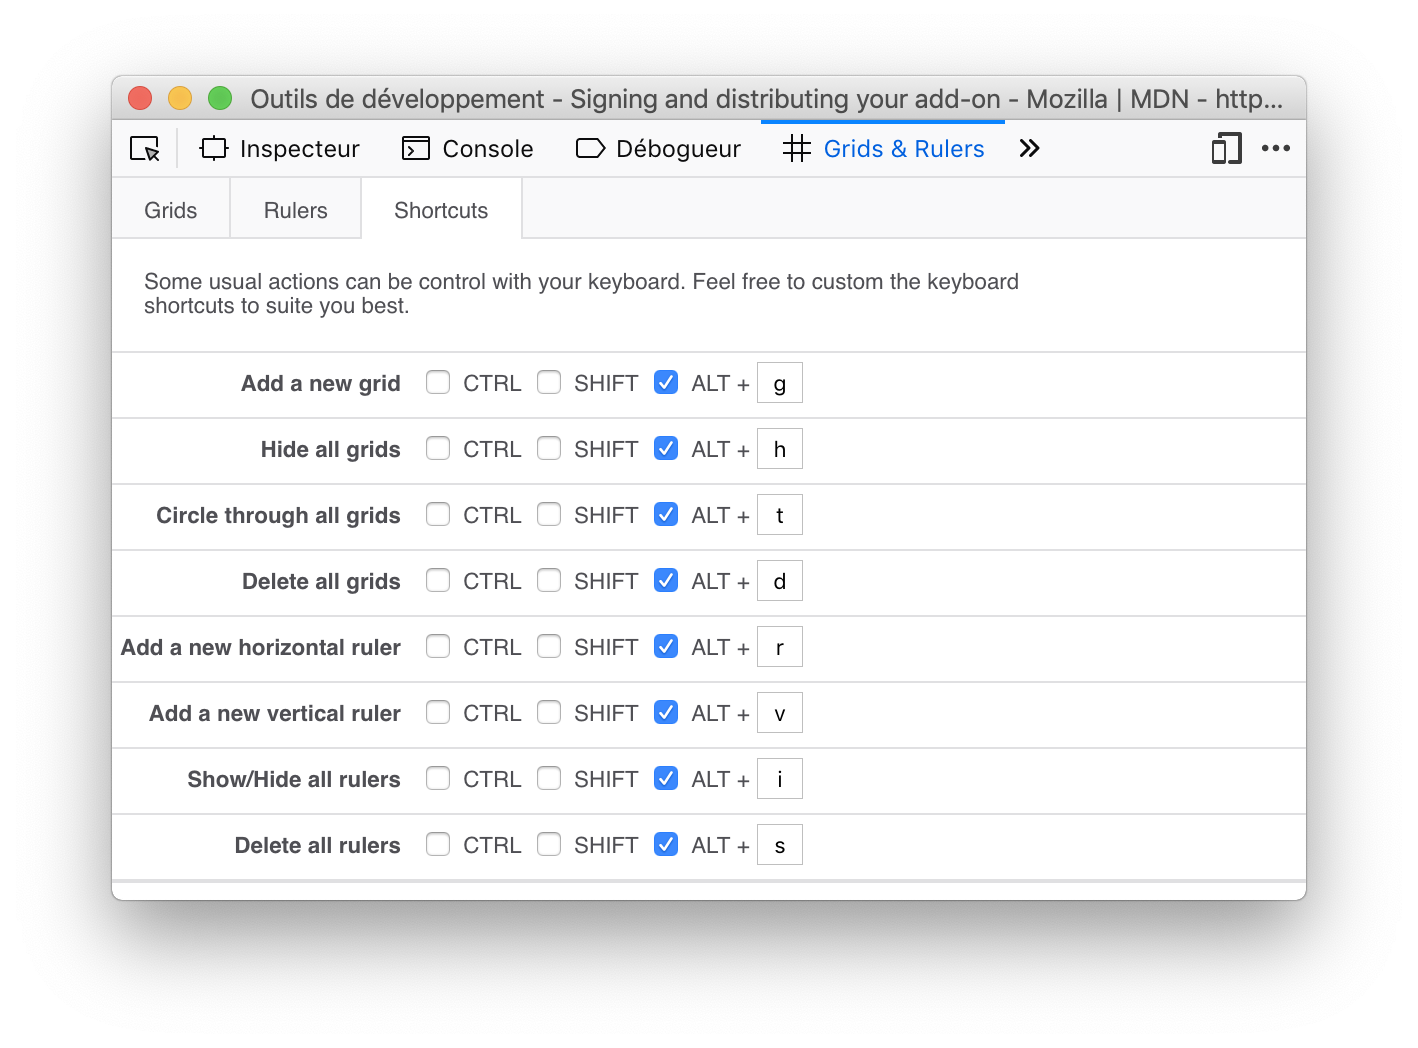 Outils de développement - Signing and distributing your add-on - Mozilla | MDN - http...
Inspecteur Console Débogueur Grids & Rulers
Grids Rulers Shortcuts
Some usual actions can be control with your keyboard. Feel free to custom the keyboard
shortcuts to suite you best.
Add a new grid CTRL SHIFT ALT + g
Hide all grids CTRL SHIFT ALT + h
Circle through all grids CTRL SHIFT ALT + t
Delete all grids CTRL SHIFT ALT + d
Add a new horizontal ruler CTRL SHIFT ALT + r
Add a new vertical ruler CTRL SHIFT ALT + v
Show/Hide all rulers CTRL SHIFT ALT + i
Delete all rulers CTRL SHIFT ALT + s